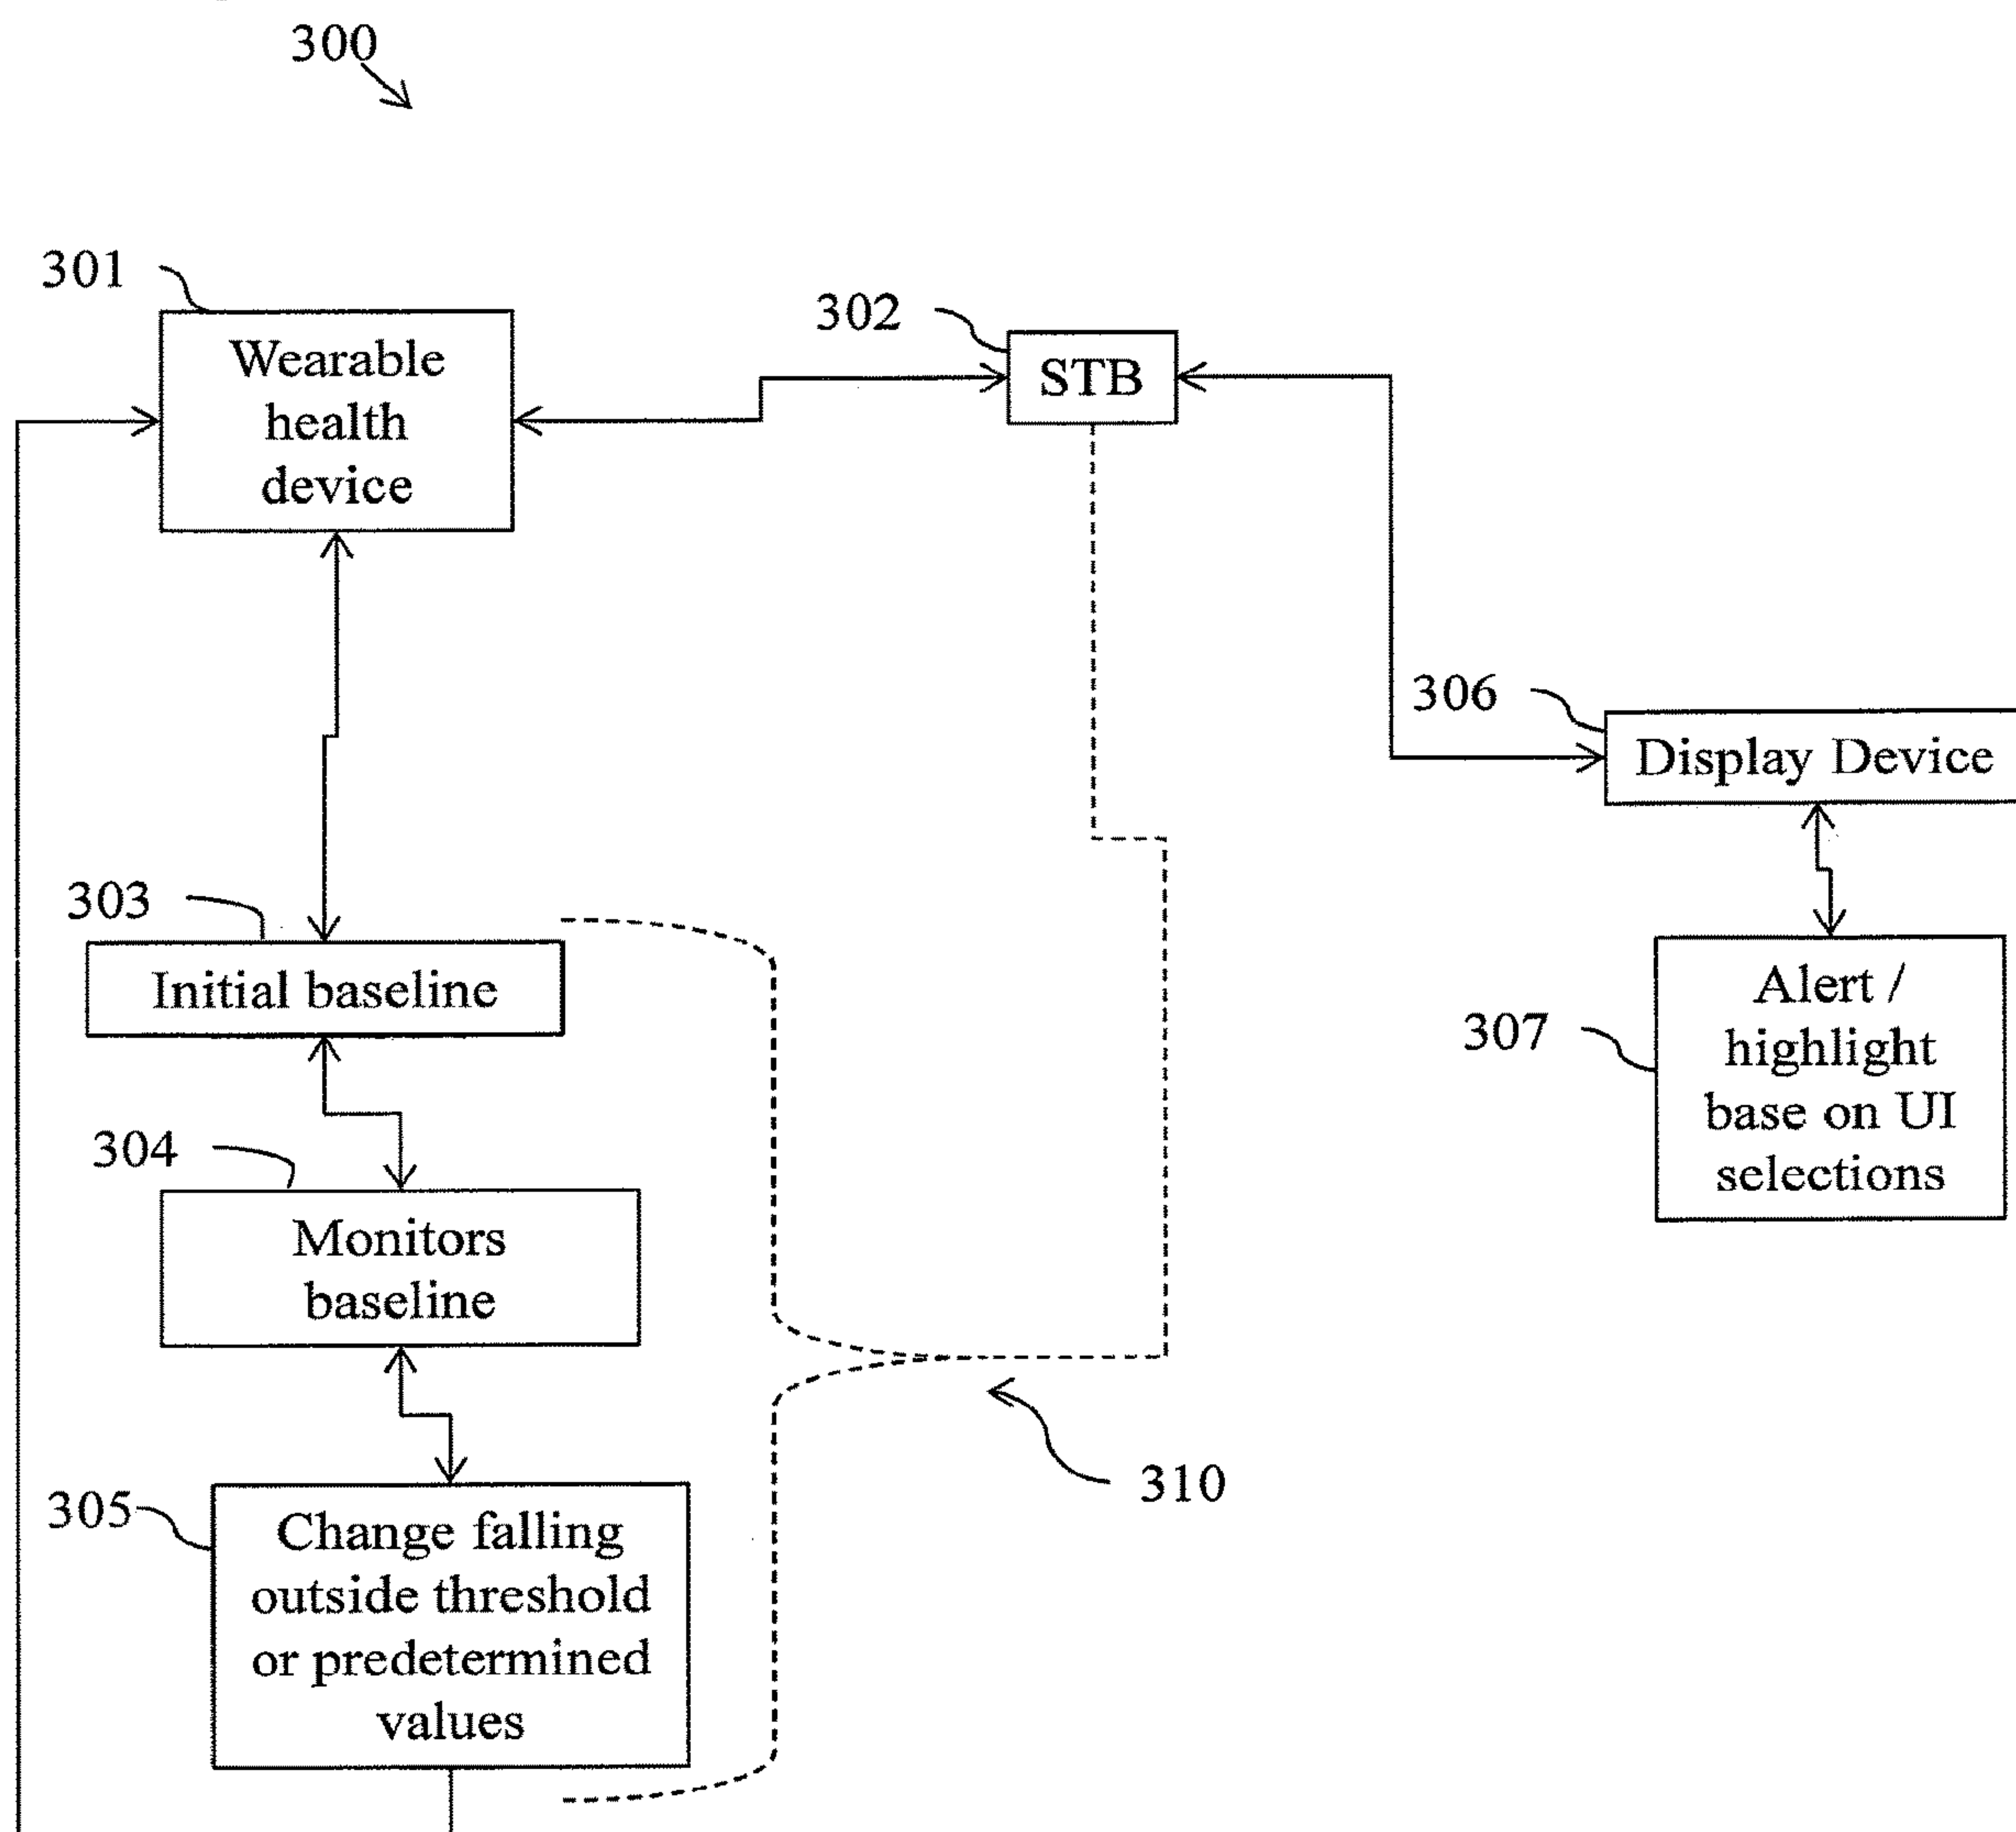 300
301
Wearable
health
device
302
STB
306
Display Device
303
Initial baseline
307
Alert /
highlight
base on UI
selections
304
Monitors
baseline
310
305
Change falling
outside threshold
or predetermined
values